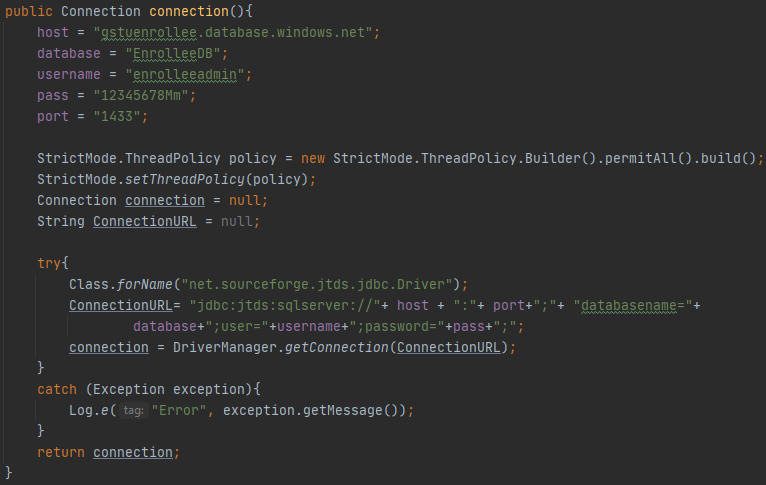 public Connection connection(){
host = "gstuenrollee.database.windows.net";
database = "EnrolleeDB";
username = "enrolleeadmin";
pass = "12345678Mm";
port = "1433";
StrictMode.ThreadPolicy policy = new StrictMode.ThreadPolicy.Builder().permitAll().build();
StrictMode.setThreadPolicy(policy);
Connection connection = null;
String ConnectionURL = null;
try{
Class.forName("net.sourceforge.jtds.jdbc.Driver");
ConnectionURL= "jdbc:jtds:sqlserver://"+ host + ":"+ port+";"+ "databasename="+
database+";user="+username+";password="+pass+";";
connection = DriverManager.getConnection(ConnectionURL);
}
catch (Exception exception){
Log.e( tag: "Error", exception.getMessage());
}
return connection;
}